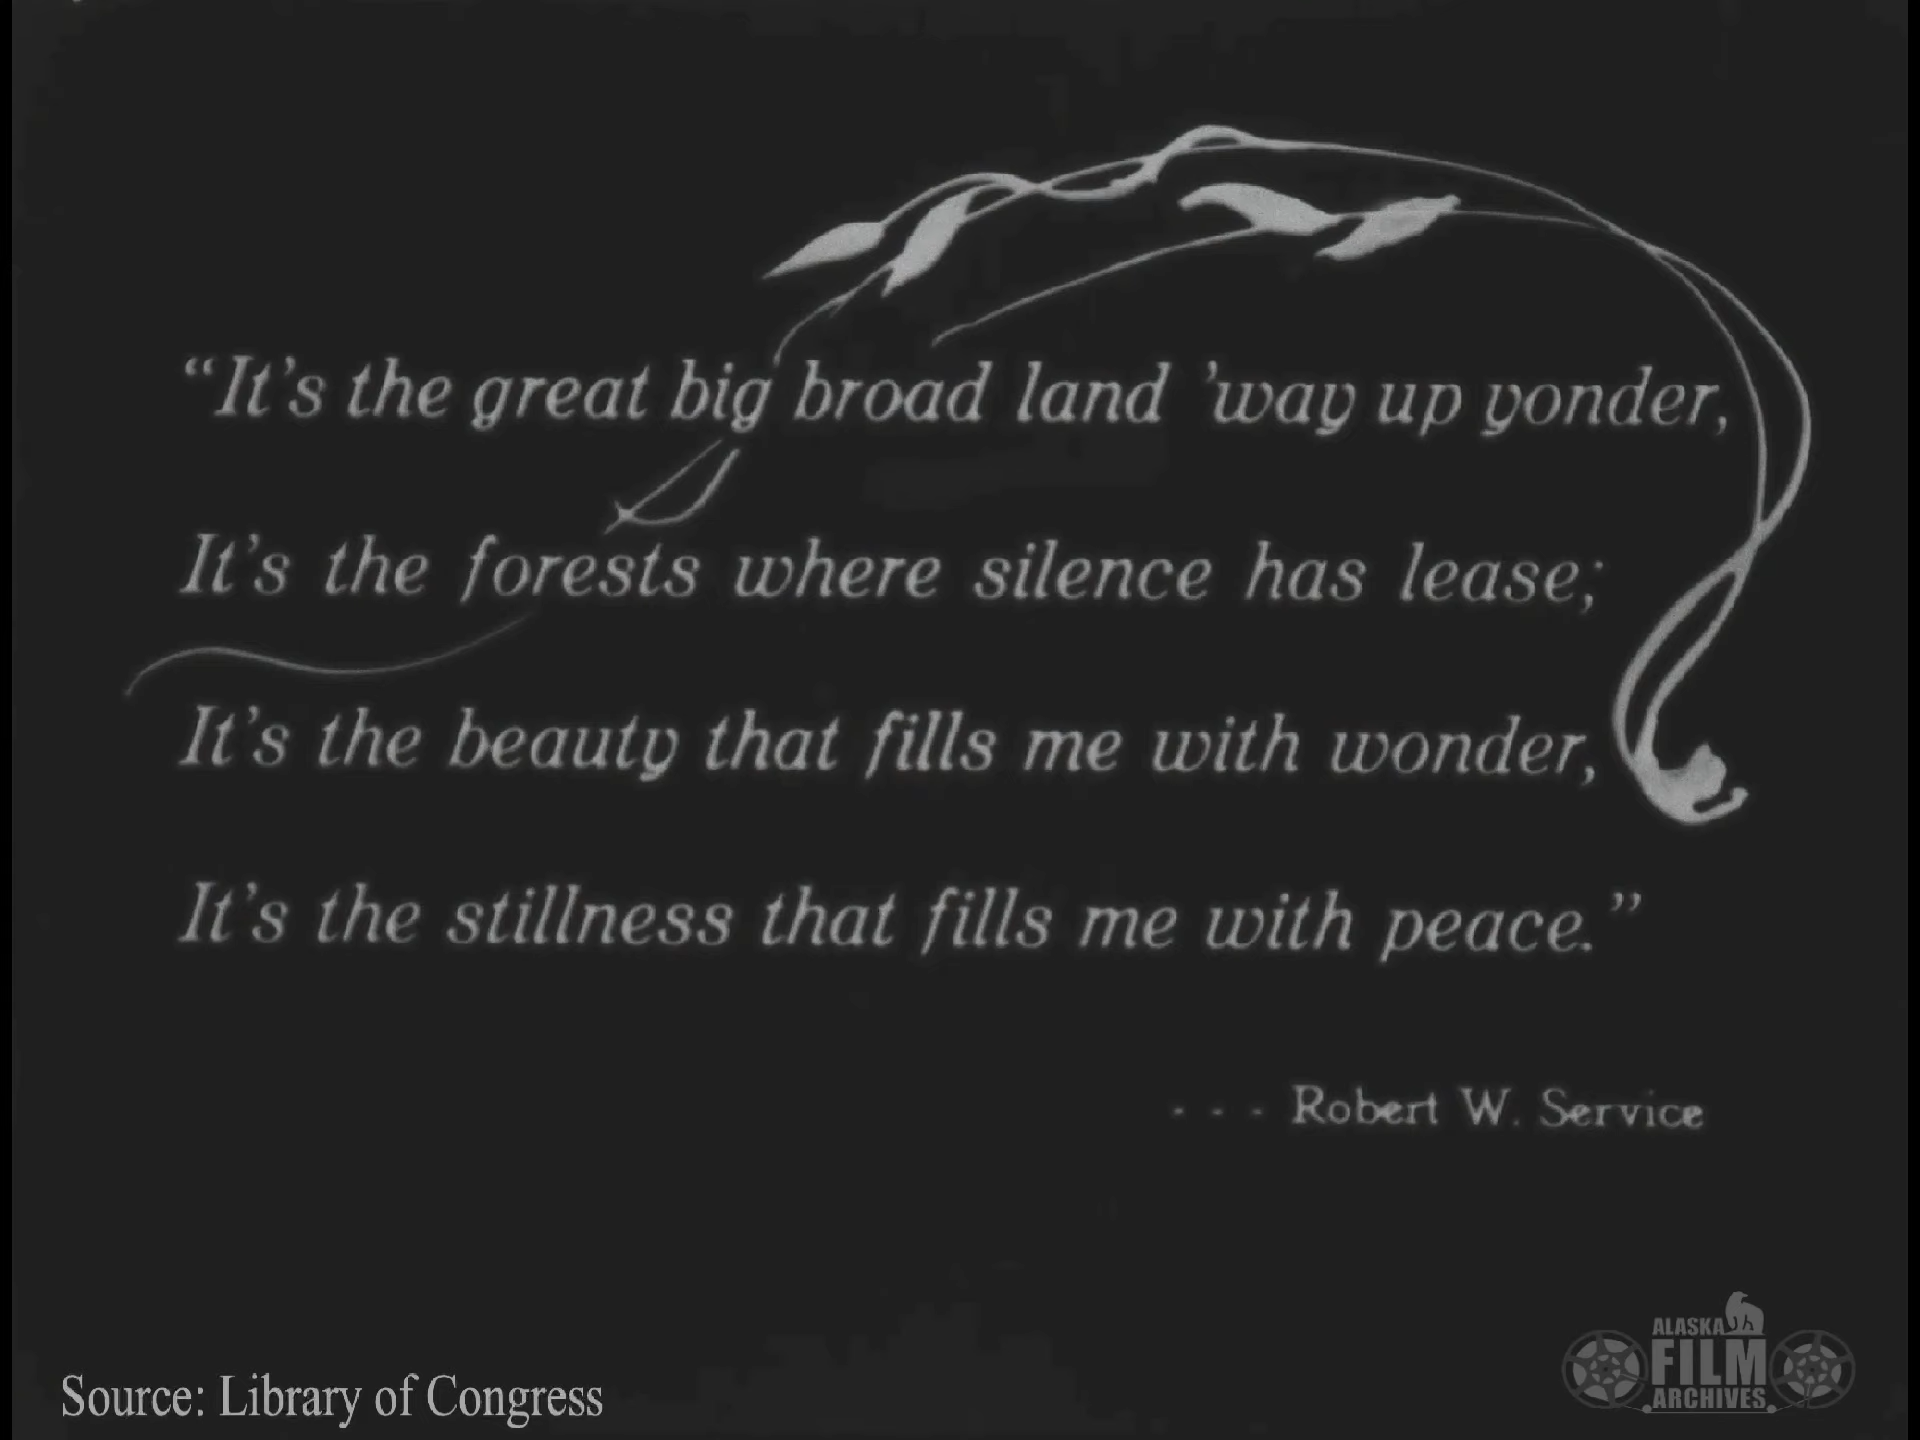 “It’s the great big broad land ’way up yonder,
It’s the forests where silence has lease;
It’s the beauty that fills me with wonder,
It’s the stillness that fills me with peace.”
- - - Robert W. Service
ALASKA
FILM
ARCHIVES
Source: Library of Congress